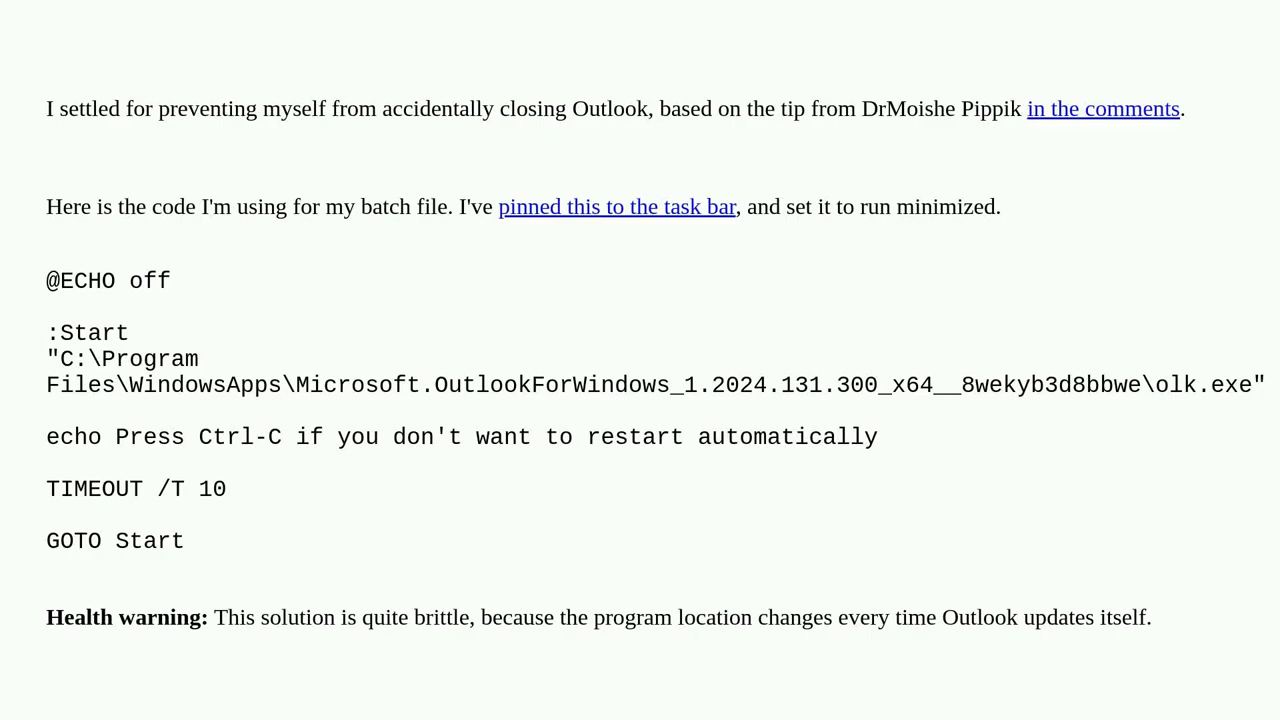 I settled for preventing myself from accidentally closing Outlook, based on the tip from DrMoishe Pippik in the comments.
Here is the code I'm using for my batch file. I've pinned this to the task bar, and set it to run minimized.
@ECHO off
:Start
"C:\Program
Files\WindowsApps\Microsoft.OutlookForWindows_1.2024.131.300_x64__8wekyb3d8bbwe\olk.exe"
echo Press Ctrl-C if you don't want to restart automatically
TIMEOUT /T 10
GOTO Start
Health warning: This solution is quite brittle, because the program location changes every time Outlook updates itself.